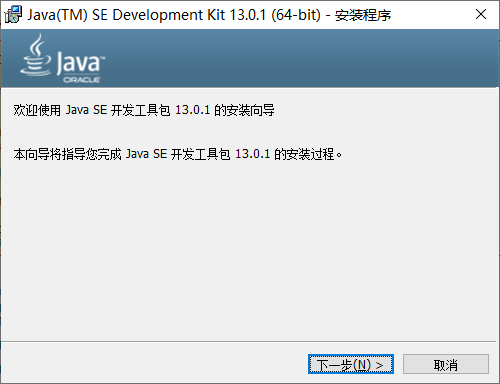 Java(TM) SE Development Kit 13.0.1 (64-bit) - 安装程序
Java™
ORACLE
欢迎使用 Java SE 开发工具包 13.0.1 的安装向导
本向导将指导您完成 Java SE 开发工具包 13.0.1 的安装过程。
下一步(N) >
取消